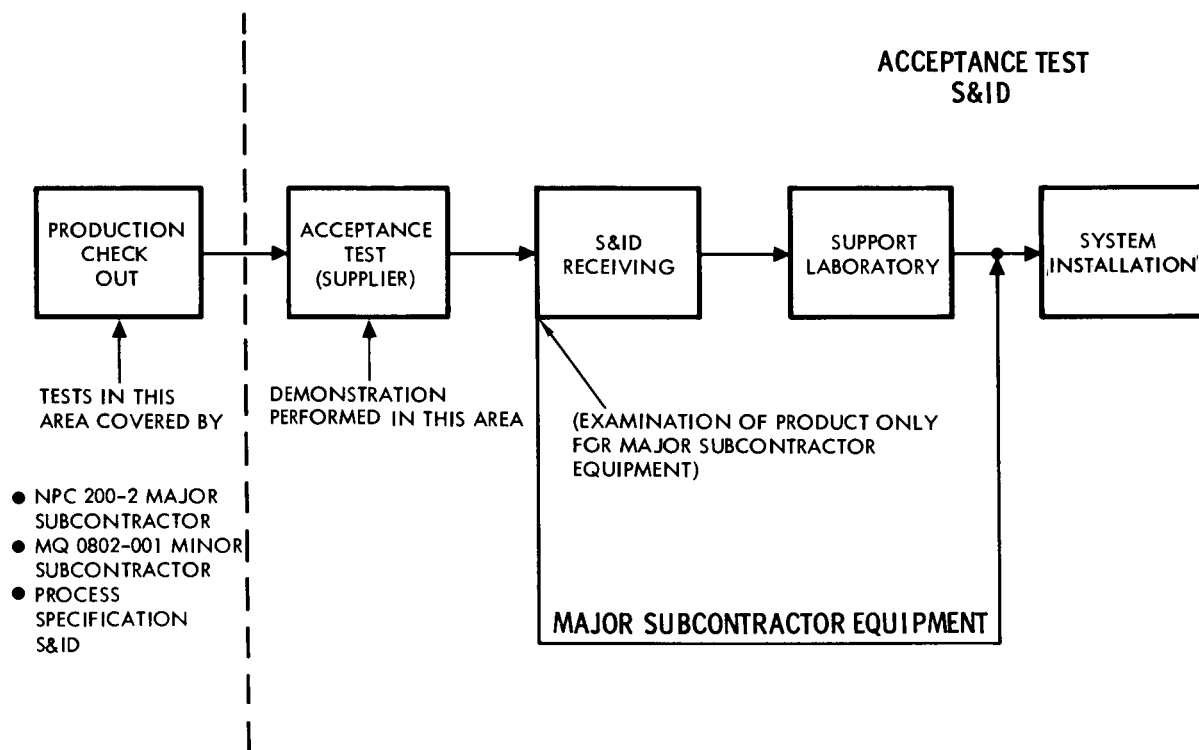 ACCEPTANCE TEST
S&ID
PRODUCTION
CHECK
OUT
ACCEPTANCE
TEST
(SUPPLIER)
S&ID
RECEIVING
SUPPORT
LABORATORY
SYSTEM
INSTALLATION
TESTS IN THIS
AREA COVERED BY
DEMONSTRATION
PERFORMED IN THIS AREA
(EXAMINATION OF PRODUCT ONLY
FOR MAJOR SUBCONTRACTOR
EQUIPMENT)
● NPC 200-2 MAJOR
SUBCONTRACTOR
● MQ 0802-001 MINOR
SUBCONTRACTOR
● PROCESS
SPECIFICATION
S&ID
MAJOR SUBCONTRACTOR EQUIPMENT